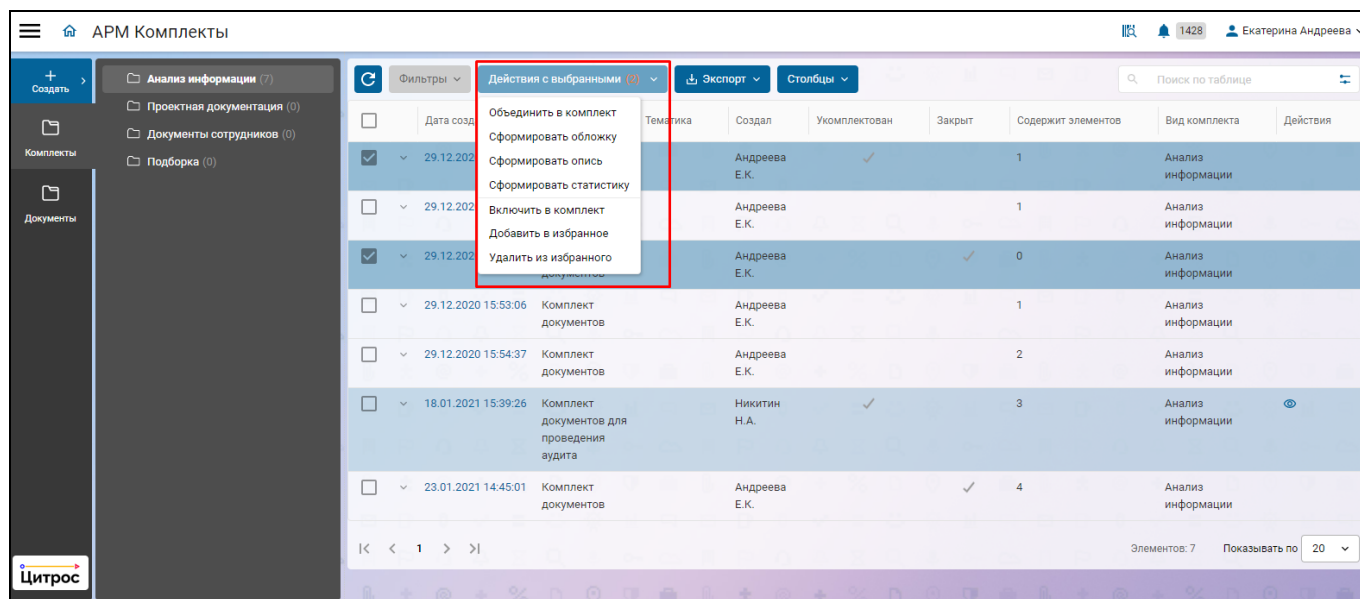 АРМ Комплекты
1428
Екатерина Андреева
Создать
Комплекты
Документы
Анализ информации (7)
Проектная документация (0)
Документы сотрудников (0)
Подборка (0)
Фильтры
Действия с выбранными (2)
Экспорт
Столбцы
Поиск по таблице
Объединить в комплект
Сформировать обложку
Сформировать опись
Сформировать статистику
Включить в комплект
Добавить в избранное
Удалить из избранного
Дата созд
Тематика
Создал
Укомплектован
Закрыт
Содержит элементов
Вид комплекта
Действия
29.12.202
Андреева
Е.К.
1
Анализ
информации
29.12.202
Андреева
Е.К.
1
Анализ
информации
29.12.202
документов
Андреева
Е.К.
0
Анализ
информации
29.12.2020 15:53:06
Комплект
документов
Андреева
Е.К.
1
Анализ
информации
29.12.2020 15:54:37
Комплект
документов
Андреева
Е.К.
2
Анализ
информации
18.01.2021 15:39:26
Комплект
документов для
проведения
аудита
Никитин
Н.А.
3
Анализ
информации
23.01.2021 14:45:01
Комплект
документов
Андреева
Е.К.
4
Анализ
информации
1
Элементов: 7
Показывать по
20
Цитрос